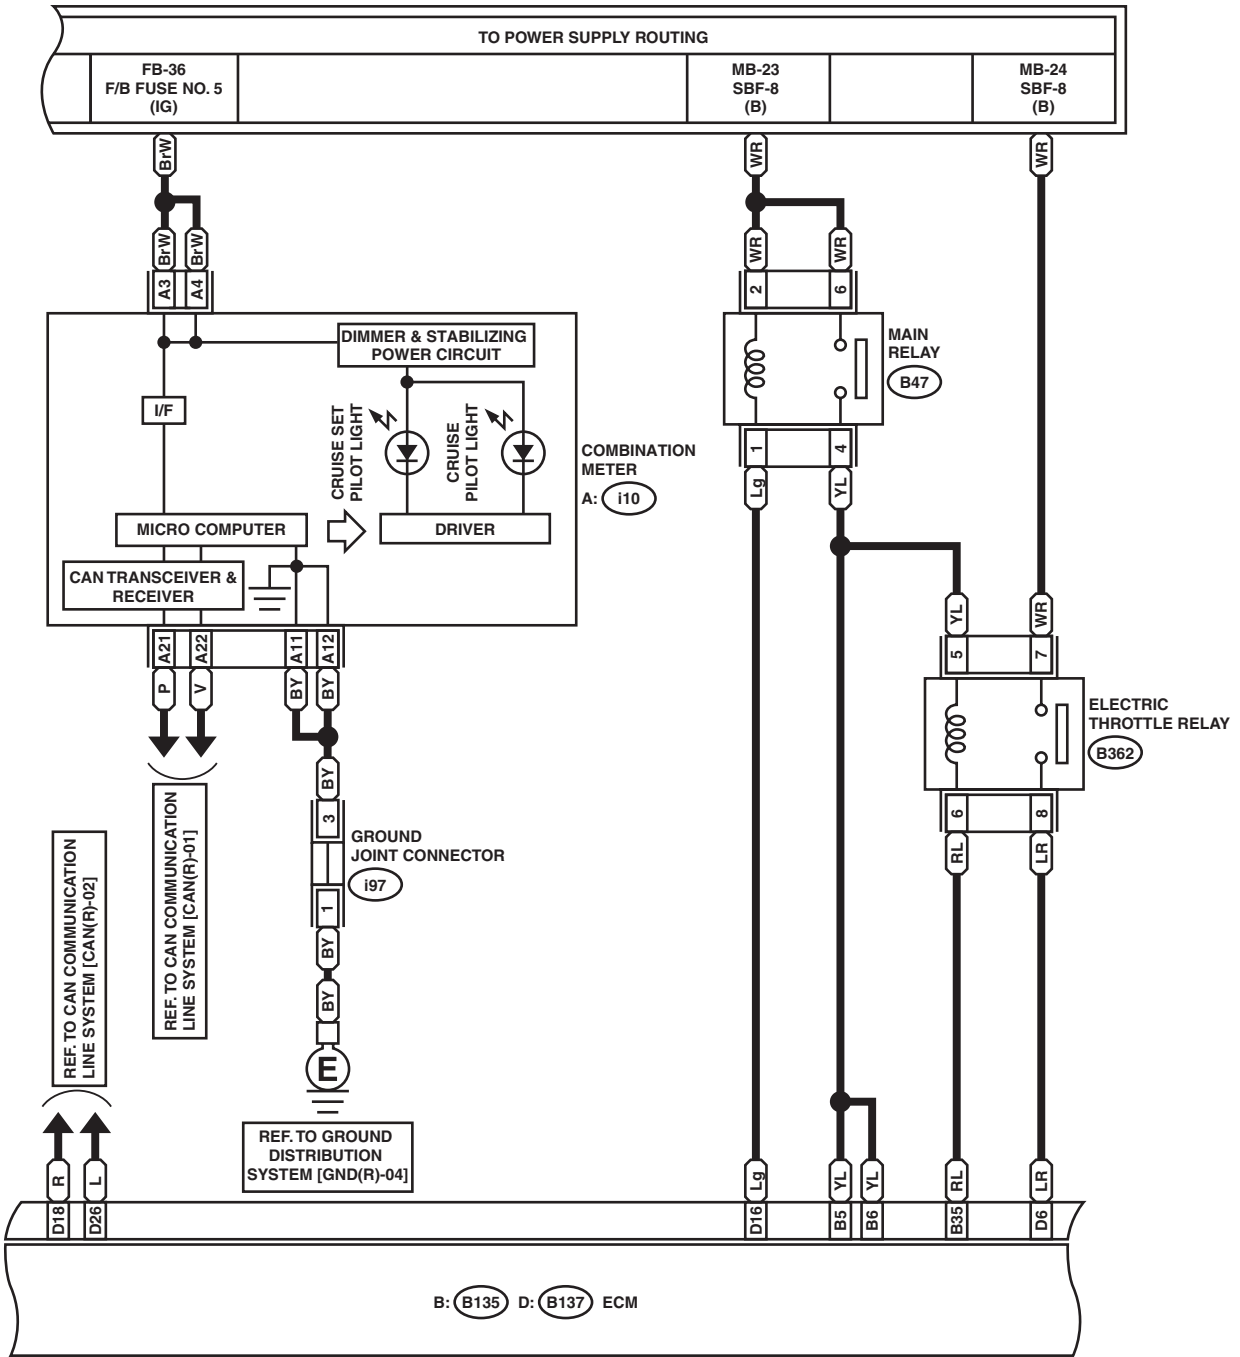 TO POWER SUPPLY ROUTING
FB-36
F/B FUSE NO. 5
(IG)
MB-23
SBF-8
(B)
MB-24
SBF-8
(B)
BrW
WR
WR
BrW
BrW
WR
WR
A3
A4
2
6
DIMMER & STABILIZING
POWER CIRCUIT
MAIN
RELAY
B47
I/F
CRUISE SET
PILOT LIGHT
CRUISE
PILOT LIGHT
COMBINATION
METER
A: i10
1
4
Lg
YL
MICRO COMPUTER
DRIVER
CAN TRANSCEIVER &
RECEIVER
YL
WR
A21
A22
A11
A12
5
7
P
V
BY
BY
ELECTRIC
THROTTLE RELAY
B362
BY
3
6
8
GROUND
JOINT CONNECTOR
i97
RL
LR
1
BY
BY
REF. TO CAN COMMUNICATION
LINE SYSTEM [CAN(R)-02]
REF. TO CAN COMMUNICATION
LINE SYSTEM [CAN(R)-01]
E
REF. TO GROUND
DISTRIBUTION
SYSTEM [GND(R)-04]
R
L
Lg
YL
YL
RL
LR
D18
D26
D16
B5
B6
B35
D6
B: B135 D: B137 ECM